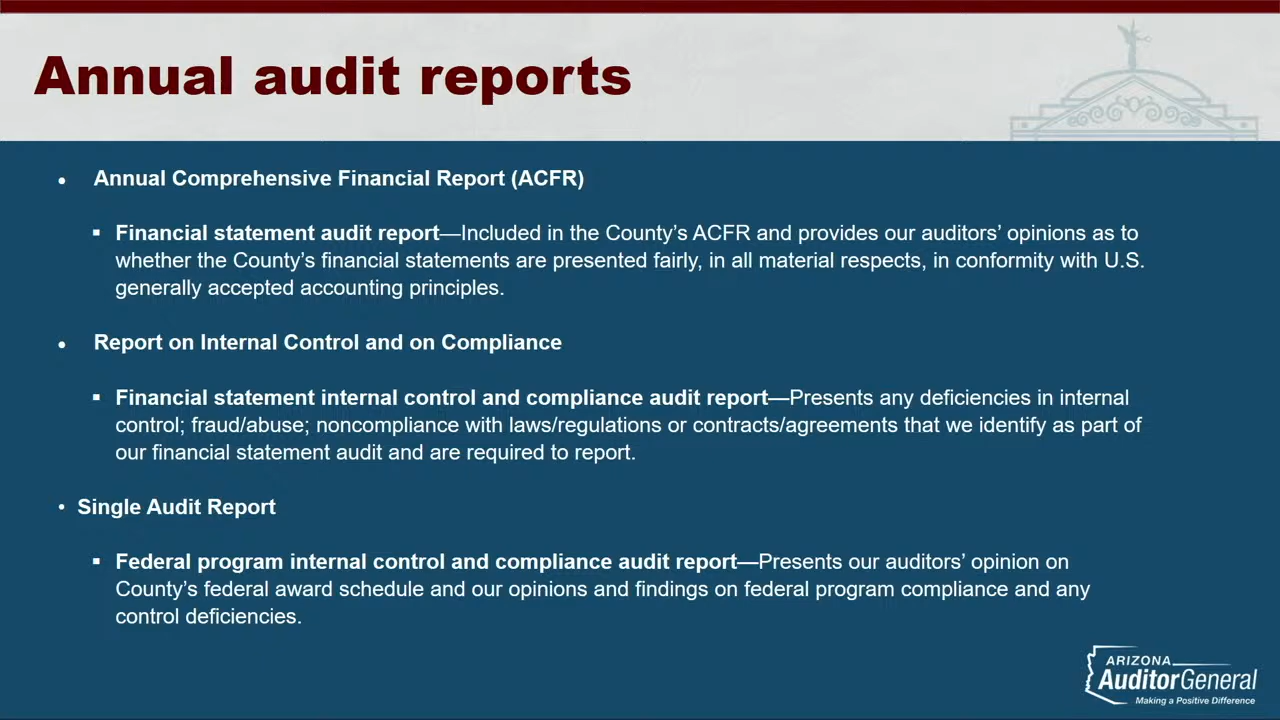 Annual audit reports
• Annual Comprehensive Financial Report (ACFR)
▪ Financial statement audit report—Included in the County’s ACFR and provides our auditors’ opinions as to
whether the County’s financial statements are presented fairly, in all material respects, in conformity with U.S.
generally accepted accounting principles.
• Report on Internal Control and on Compliance
▪ Financial statement internal control and compliance audit report—Presents any deficiencies in internal
control; fraud/abuse; noncompliance with laws/regulations or contracts/agreements that we identify as part of
our financial statement audit and are required to report.
• Single Audit Report
▪ Federal program internal control and compliance audit report—Presents our auditors’ opinion on
County’s federal award schedule and our opinions and findings on federal program compliance and any
control deficiencies.
ARIZONA
AuditorGeneral
Making a Positive Difference